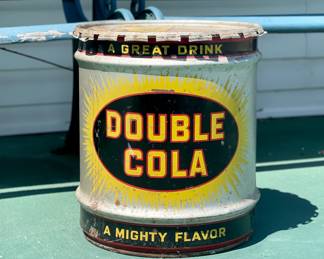 A GREAT DRINK
DOUBLE
COLA
A MIGHTY FLAVOR